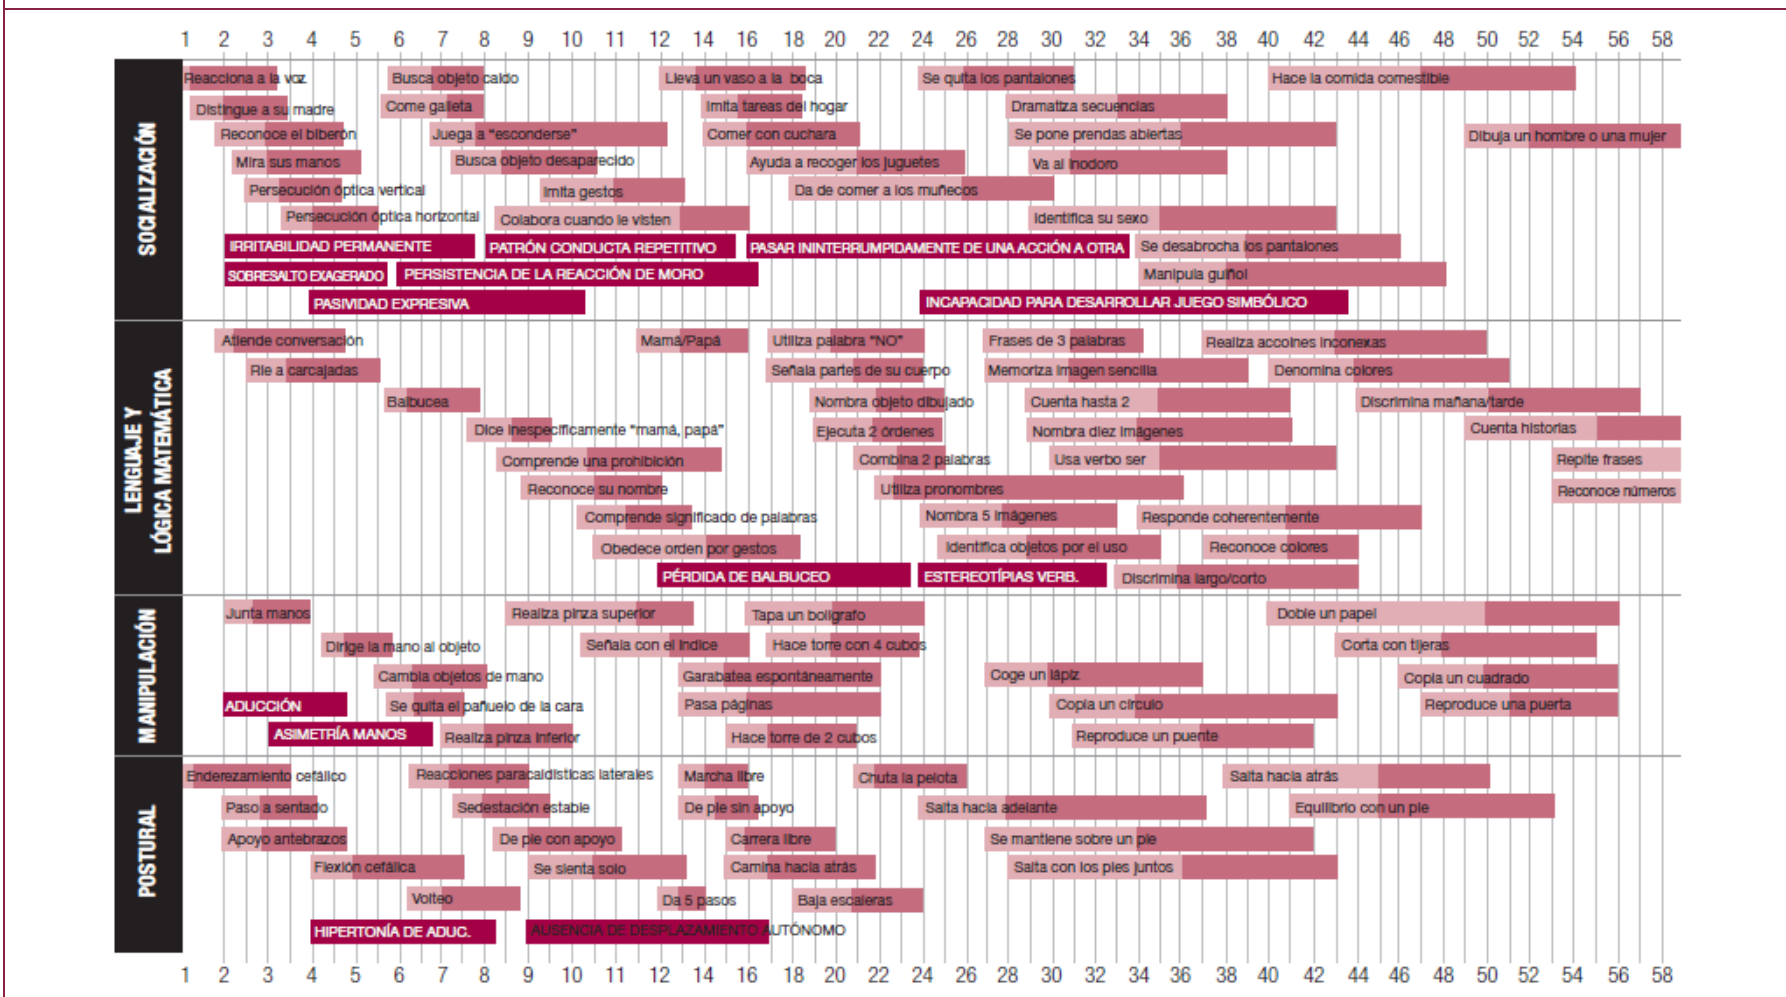 1 2 3 4 5 6 7 8 9 10 11 12 14 16 18 20 22 24 26 28 30 32 34 36 38 40 42 44 46 48 50 52 54 56 58
SOCIALIZACIÓN
Reacciona a la voz
Busca objeto caído
Lleva un vaso a la boca
Se quita los pantalones
Hace la comida comestible
Distingue a su madre
Come galleta
Imita tareas del hogar
Dramatiza secuencias
Reconoce el biberón
Juega a “esconderse”
Comer con cuchara
Se pone prendas abiertas
Dibuja un hombre o una mujer
Mira sus manos
Busca objeto desaparecido
Ayuda a recoger los juguetes
Va al inodoro
Persecución óptica vertical
Imita gestos
Da de comer a los muñecos
Persecución óptica horizontal
Colabora cuando le visten
Identifica su sexo
IRRITABILIDAD PERMANENTE
PATRÓN CONDUCTA REPETITIVO
PASAR ININTERRUMPIDAMENTE DE UNA ACCIÓN A OTRA
Se desabrocha los pantalones
SOBRESALTO EXAGERADO
PERSISTENCIA DE LA REACCIÓN DE MORO
Manipula guiñol
PASIVIDAD EXPRESIVA
INCAPACIDAD PARA DESARROLLAR JUEGO SIMBÓLICO
LENGUAJE Y
LÓGICA MATEMÁTICA
Atiende conversación
Mamá/Papá
Utiliza palabra “NO”
Frases de 3 palabras
Realiza accoines inconexas
Ríe a carcajadas
Señala partes de su cuerpo
Memoriza imagen sencilla
Denomina colores
Balbucea
Nombra objeto dibujado
Cuenta hasta 2
Discrimina mañana/tarde
Dice inespecíficamente “mamá, papá”
Ejecuta 2 órdenes
Nombra diez imágenes
Cuenta historias
Comprende una prohibición
Combina 2 palabras
Usa verbo ser
Repite frases
Reconoce su nombre
Utiliza pronombres
Reconoce números
Comprende significado de palabras
Nombra 5 imágenes
Responde coherentemente
Obedece orden por gestos
Identifica objetos por el uso
Reconoce colores
PÉRDIDA DE BALBUCEO
ESTEREOTÍPIAS VERB.
Discrimina largo/corto
MANIPULACIÓN
Junta manos
Realiza pinza superior
Tapa un bolígrafo
Doble un papel
Dirige la mano al objeto
Señala con el índice
Hace torre con 4 cubos
Corta con tijeras
Cambia objetos de mano
Garabatea espontáneamente
Coge un lápiz
Copia un cuadrado
ADUCCIÓN
Se quita el pañuelo de la cara
Pasa páginas
Copia un círculo
Reproduce una puerta
ASIMETRÍA MANOS
Realiza pinza inferior
Hace torre de 2 cubos
Reproduce un puente
POSTURAL
Enderezamiento cefálico
Reacciones paracaidísticas laterales
Marcha libre
Chuta la pelota
Salta hacia atrás
Paso a sentado
Sedestación estable
De pie sin apoyo
Salta hacia adelante
Equilibrio con un pie
Apoyo antebrazos
De pie con apoyo
Carrera libre
Se mantiene sobre un pie
Flexión cefálica
Se sienta solo
Camina hacia atrás
Salta con los pies juntos
Volteo
Da 5 pasos
Baja escaleras
HIPERTONÍA DE ADUC.
AUSENCIA DE DESPLAZAMIENTO AUTÓNOMO
1 2 3 4 5 6 7 8 9 10 11 12 14 16 18 20 22 24 26 28 30 32 34 36 38 40 42 44 46 48 50 52 54 56 58